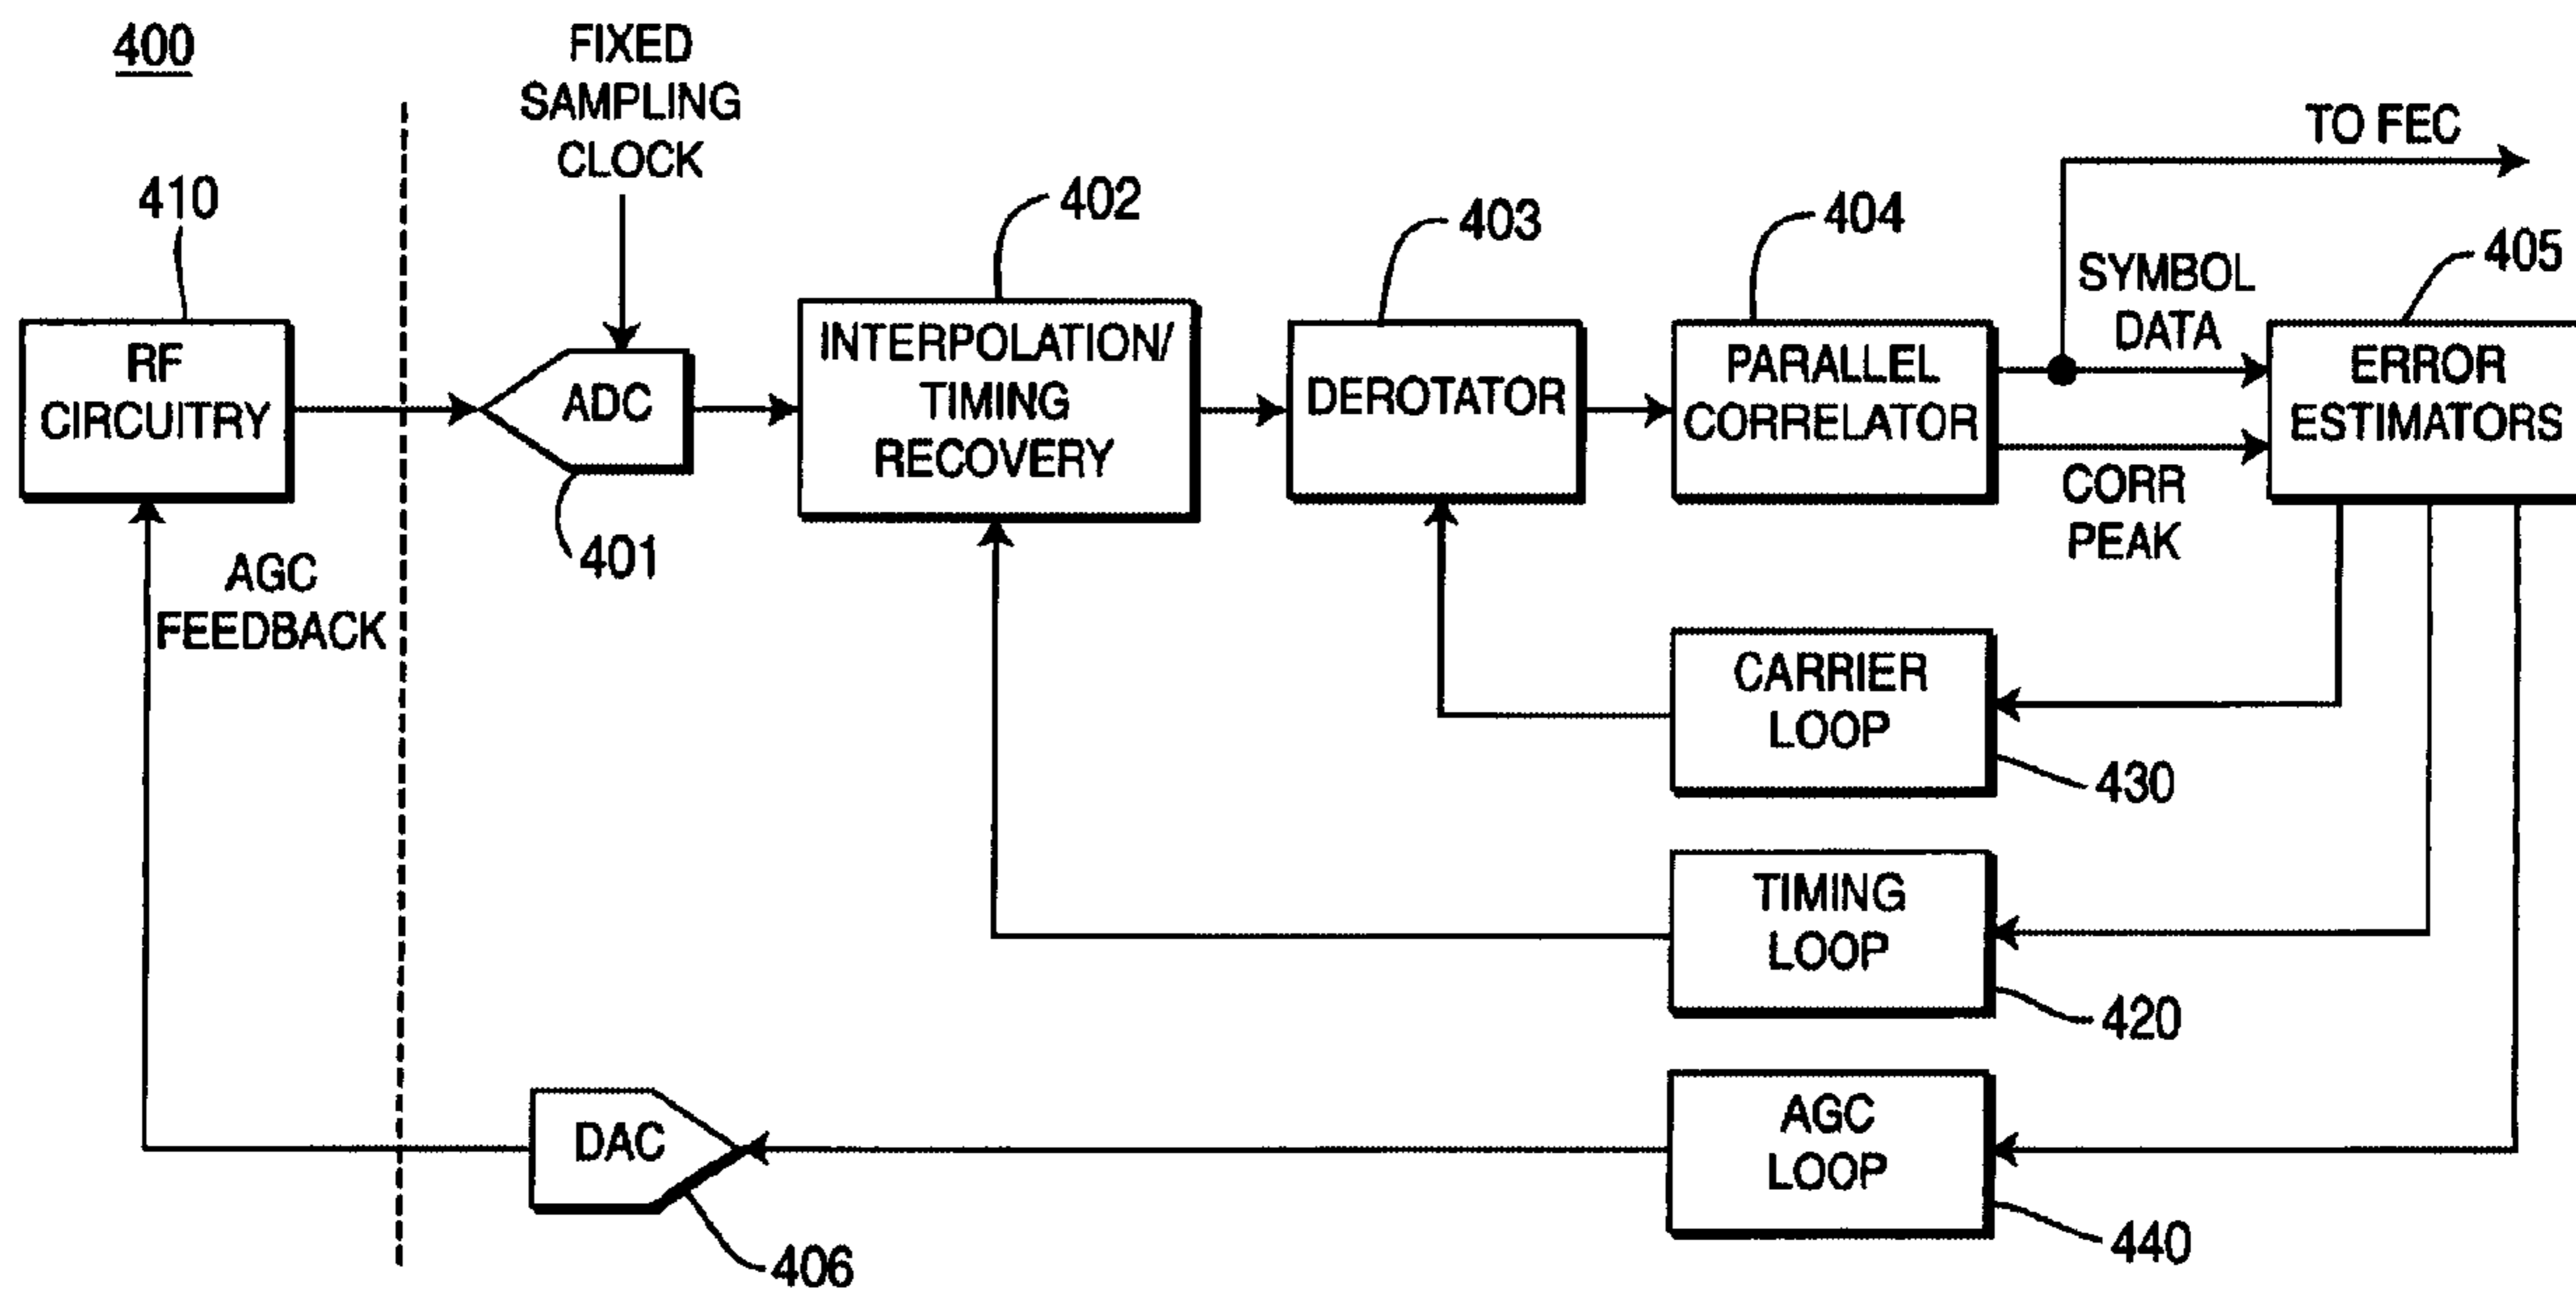 400
FIXED
SAMPLING
CLOCK
TO FEC
410
402
403
404
405
SYMBOL
DATA
RF
CIRCUITRY
ADC
INTERPOLATION/
TIMING
RECOVERY
DEROTATOR
PARALLEL
CORRELATOR
ERROR
ESTIMATORS
CORR
PEAK
401
AGC
FEEDBACK
CARRIER
LOOP
430
TIMING
LOOP
420
DAC
AGC
LOOP
406
440